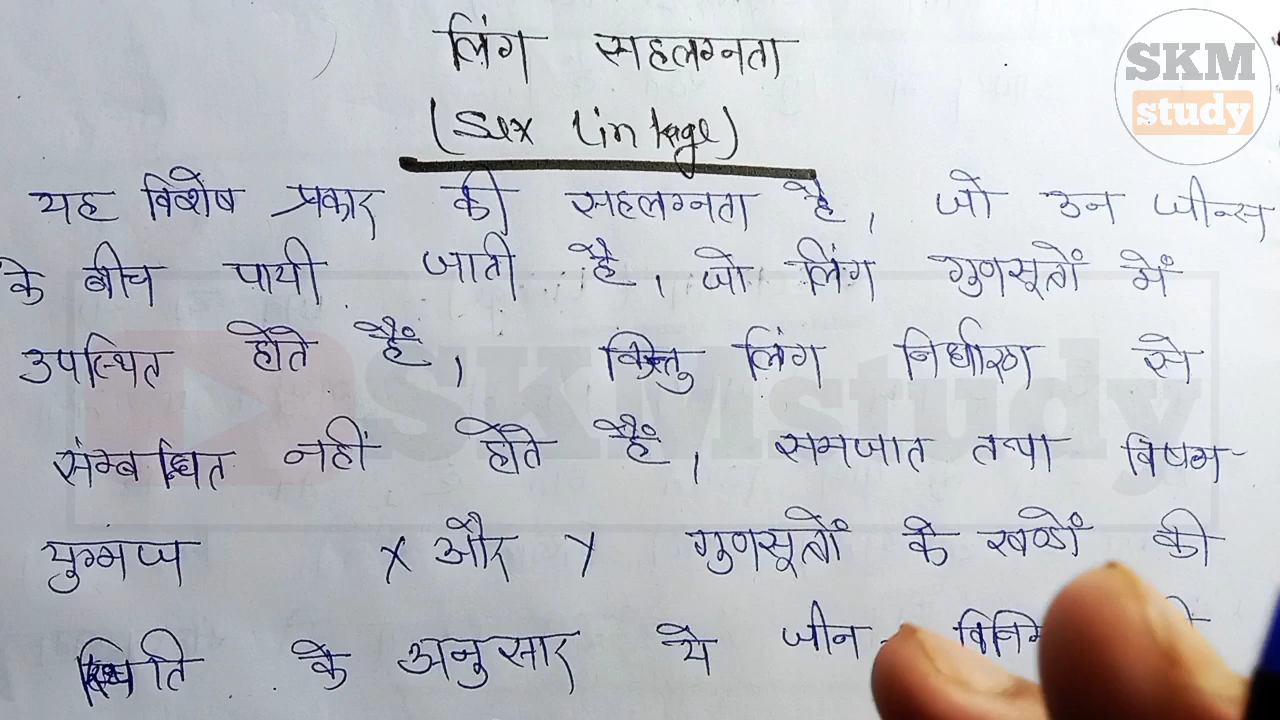 SKM
study
लिंग सहलग्नता
(Sex linkage)
यह विशेष प्रकार की सहलग्नता है, जो उन जीन्स
के बीच पायी जाती है, जो लिंग गुणसूत्रों में
उपस्थित होते हैं, किन्तु लिंग निर्धारण से
सम्बन्धित नहीं होते हैं, समजात तथा विषम-
युग्मज X और Y गुणसूत्रों के खण्डों की
स्थिति के अनुसार ये जीन
SKMstudy